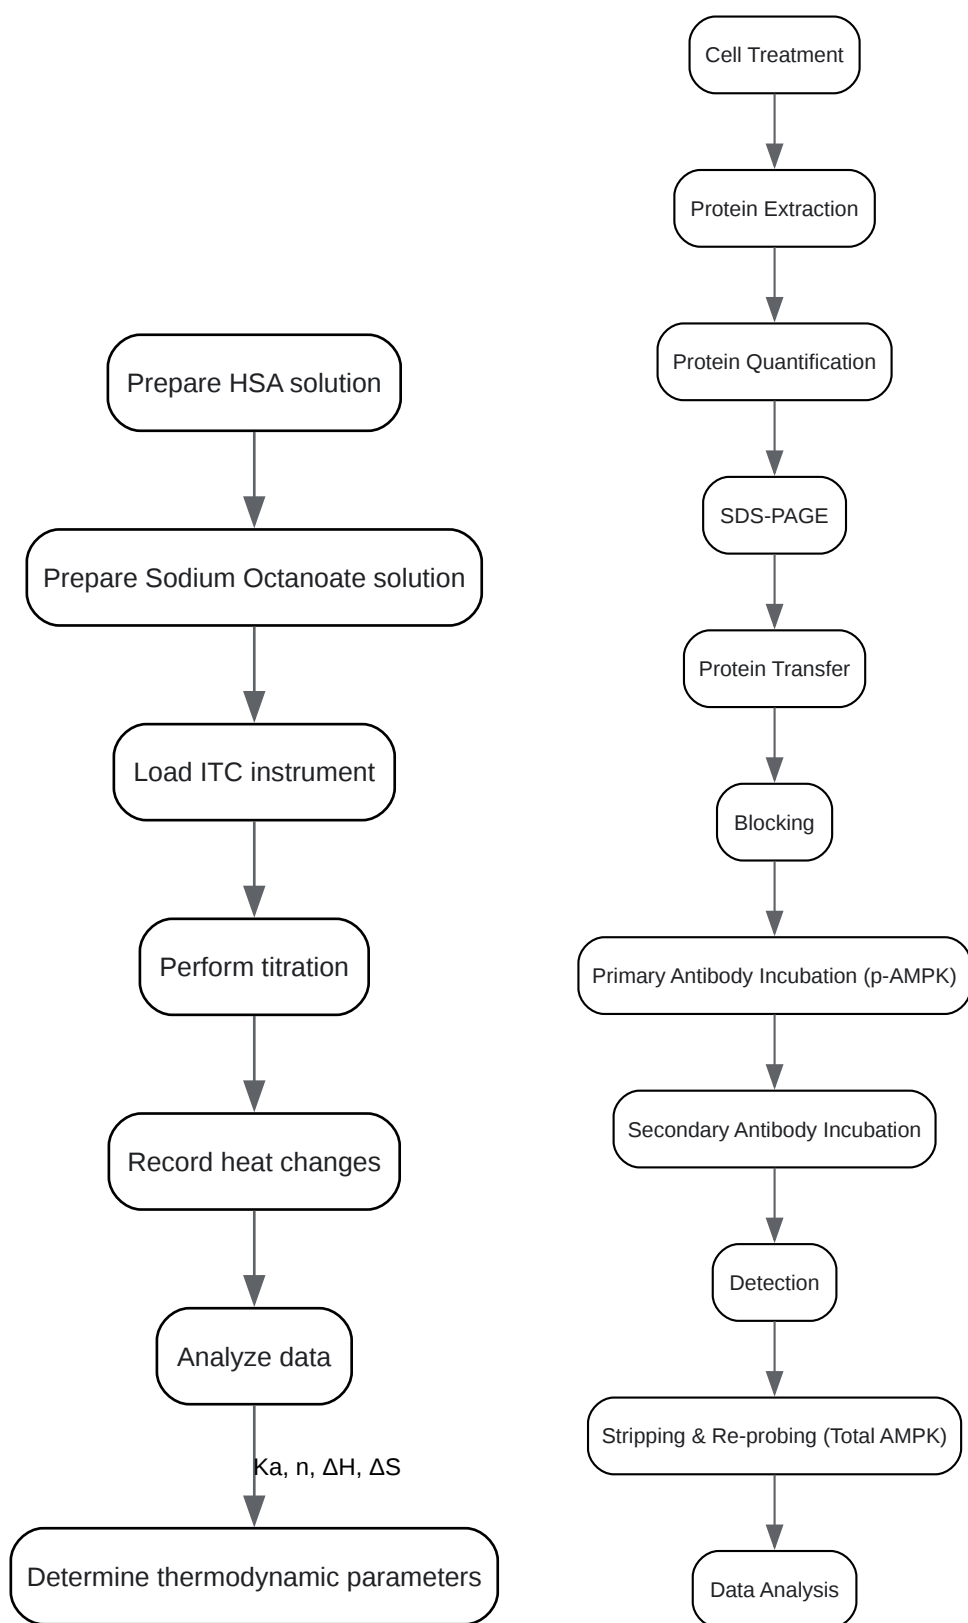 Prepare HSA solution
Prepare Sodium Octanoate solution
Load ITC instrument
Perform titration
Record heat changes
Analyze data
Ka, n, ΔH, ΔS
Determine thermodynamic parameters
Cell Treatment
Protein Extraction
Protein Quantification
SDS-PAGE
Protein Transfer
Blocking
Primary Antibody Incubation (p-AMPK)
Secondary Antibody Incubation
Detection
Stripping & Re-probing (Total AMPK)
Data Analysis